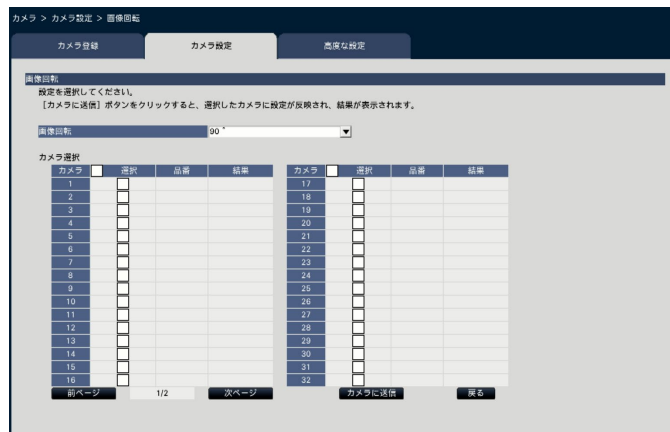 カメラ > カメラ設定 > 画像回転
カメラ登録 カメラ設定 高度な設定
画像回転
設定を選択してください。
［カメラに送信］ボタンをクリックすると、選択したカメラに設定が反映され、結果が表示されます。
画像回転 90 ゜
カメラ選択
カメラ 選択 品番 結果 カメラ 選択 品番 結果
1 17
2 18
3 19
4 20
5 21
6 22
7 23
8 24
9 25
10 26
11 27
12 28
13 29
14 30
15 31
16 32
前ページ 1/2 次ページ カメラに送信 戻る